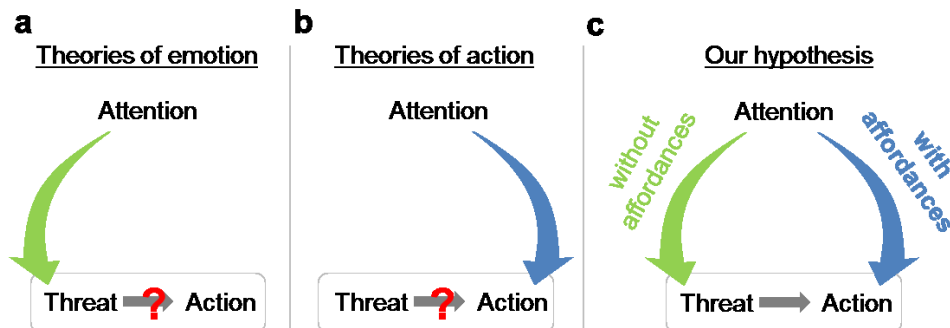 a
Theories of emotion
Attention
Threat ? Action
b
Theories of action
Attention
Threat ? Action
c
Our hypothesis
Attention
without
affordances
with
affordances
Threat Action